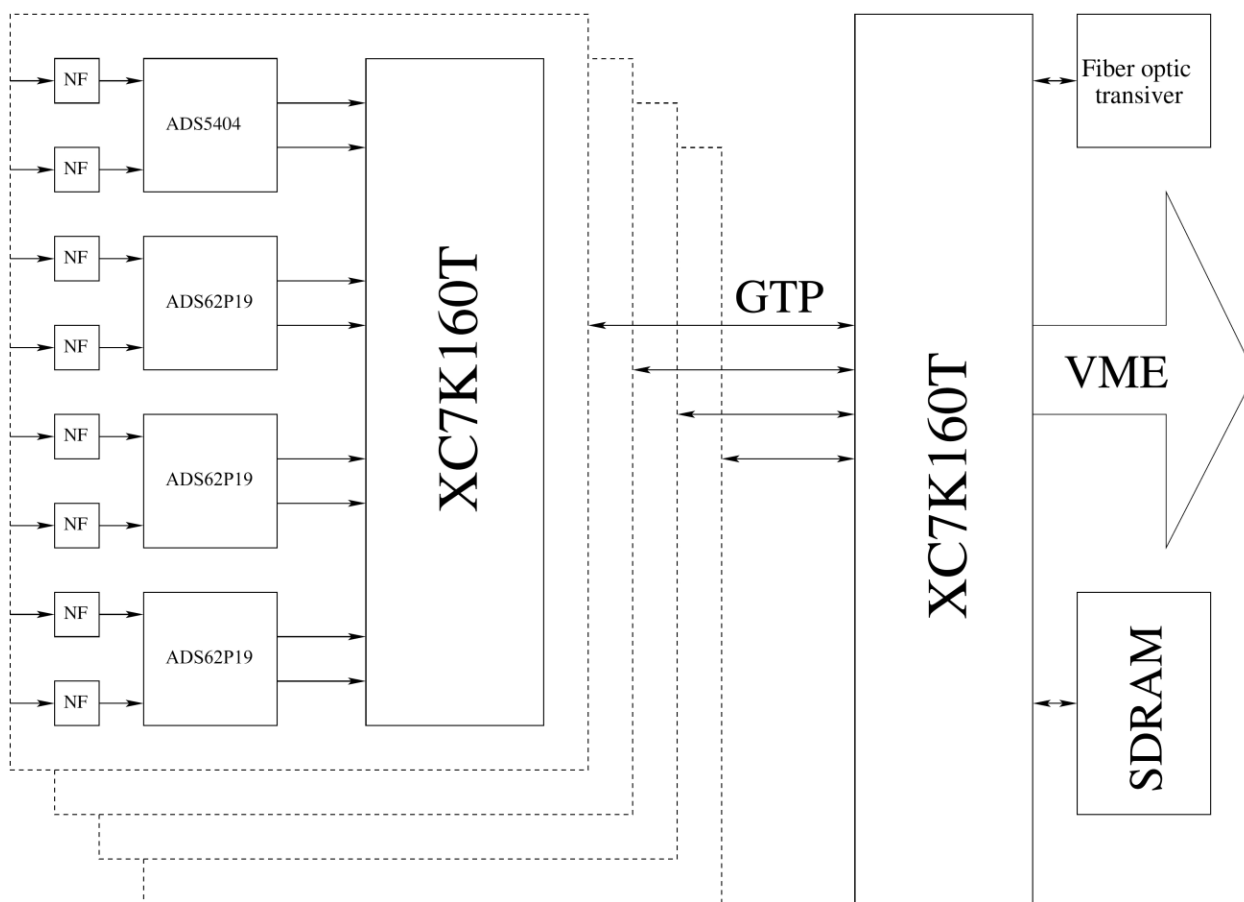 NF
ADS5404
NF
NF
ADS62P19
NF
NF
ADS62P19
NF
NF
ADS62P19
NF
XC7K160T
GTP
XC7K160T
Fiber optic
transiver
VME
SDRAM